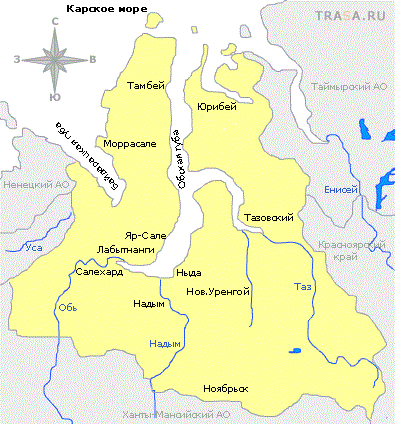 Карское море
TRASA.RU
С
З
В
Ю
Тамбей
Юрибей
Таймырский АО
Байдарацкая губа
Обская губа
Моррасале
Ненецкий АО
Енисей
Тазовский
Яр-Сале
Уса
Лабытнанги
Красноярский
край
Салехард
Ныда
Нов.Уренгой
Таз
Обь
Надым
Надым
Ноябрьск
Ханты-Мансийский АО